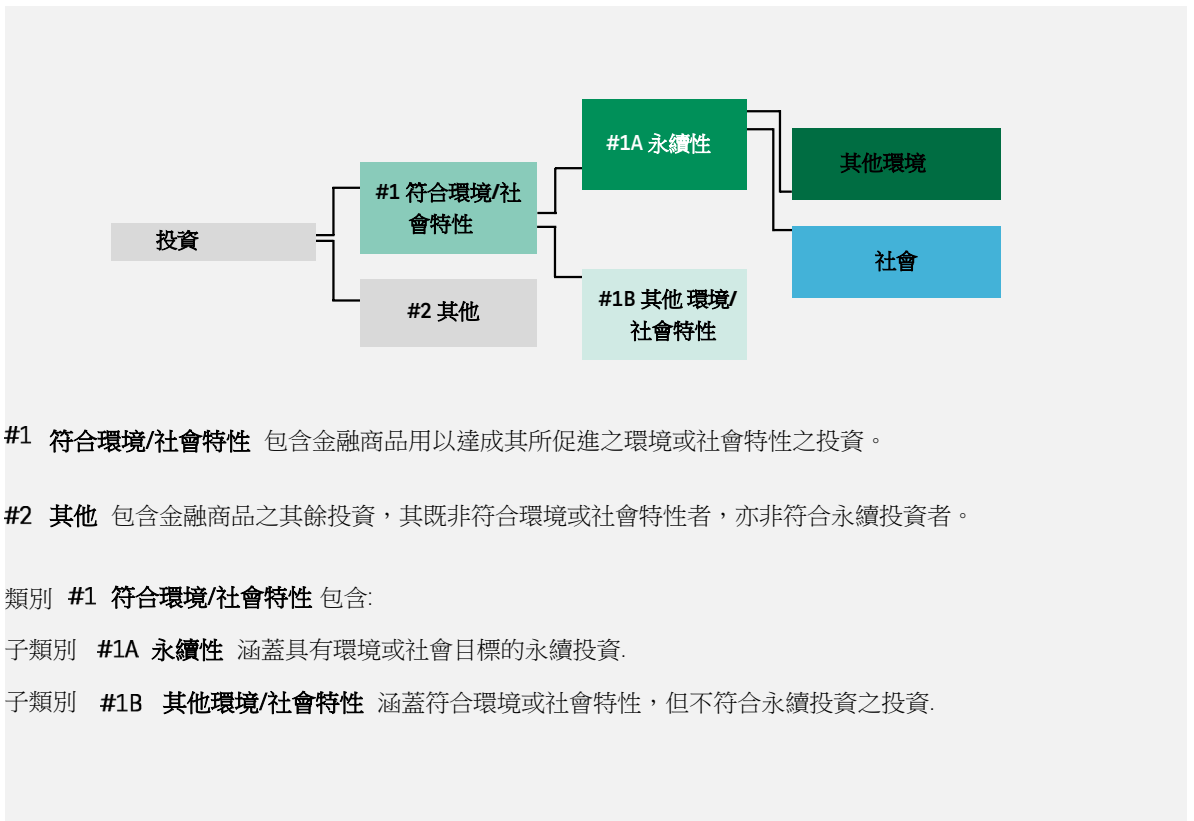 投資
#1 符合環境/社
會特性
#2 其他
#1A 永續性
#1B 其他 環境/
社會特性
其他環境
社會
#1 符合環境/社會特性 包含金融商品用以達成其所促進之環境或社會特性之投資。
#2 其他 包含金融商品之其餘投資，其既非符合環境或社會特性者，亦非符合永續投資者。
類別 #1 符合環境/社會特性 包含:
子類別 #1A 永續性 涵蓋具有環境或社會目標的永續投資.
子類別 #1B 其他環境/社會特性 涵蓋符合環境或社會特性，但不符合永續投資之投資.